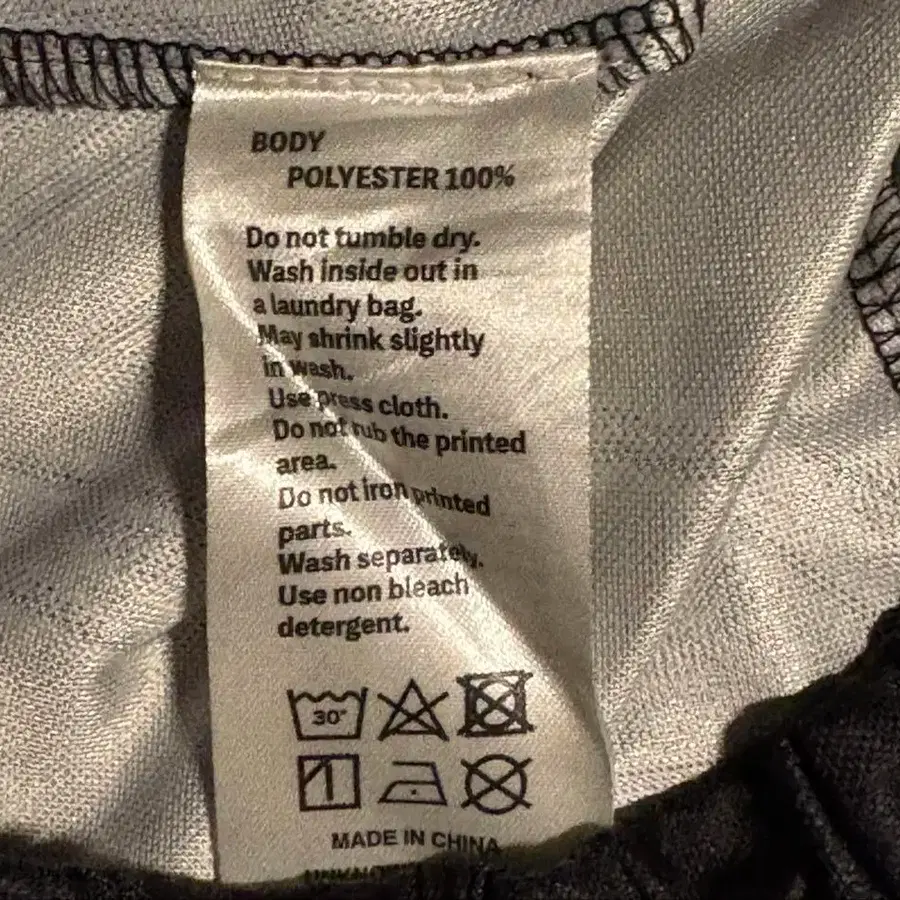 BODY
POLYESTER 100%
Do not tumble dry.
Wash inside out in
a laundry bag.
May shrink slightly
in wash.
Use press cloth.
Do not rub the printed
area.
Do not iron printed
parts.
Wash separately.
Use non bleach
detergent.
30°
MADE IN CHINA